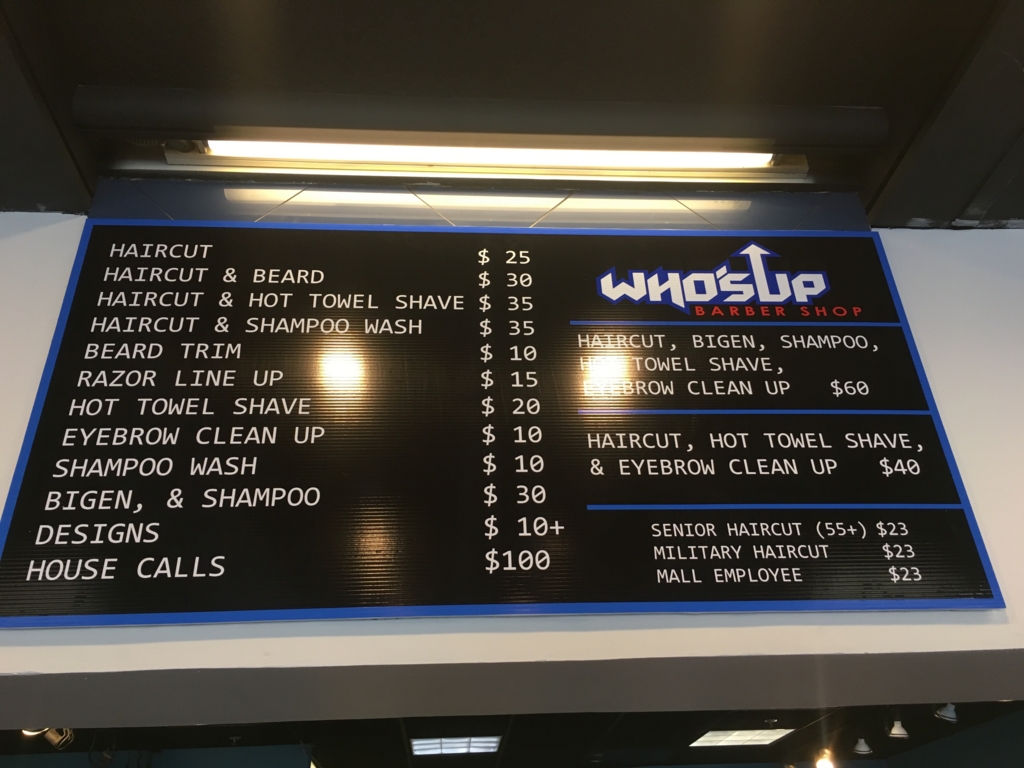 HAIRCUT $ 25
HAIRCUT & BEARD $ 30
HAIRCUT & HOT TOWEL SHAVE $ 35
HAIRCUT & SHAMPOO WASH $ 35
BEARD TRIM $ 10
RAZOR LINE UP $ 15
HOT TOWEL SHAVE $ 20
EYEBROW CLEAN UP $ 10
SHAMPOO WASH $ 10
BIGEN, & SHAMPOO $ 30
DESIGNS $ 10+
HOUSE CALLS $100
WHO'S UP
BARBER SHOP
HAIRCUT, BIGEN, SHAMPOO,
HOT TOWEL SHAVE,
EYEBROW CLEAN UP $60
HAIRCUT, HOT TOWEL SHAVE,
& EYEBROW CLEAN UP $40
SENIOR HAIRCUT (55+) $23
MILITARY HAIRCUT $23
MALL EMPLOYEE $23